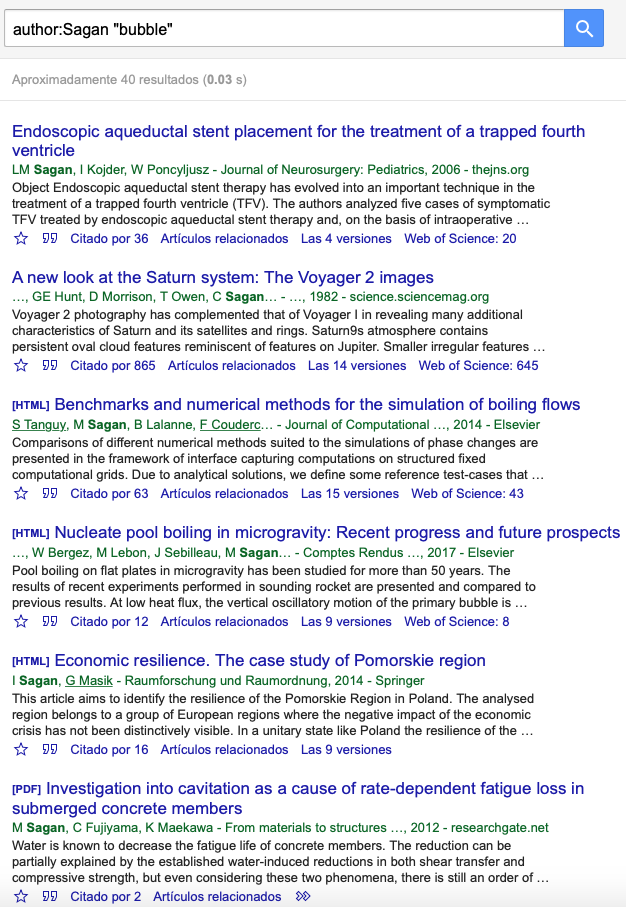 author:Sagan "bubble"
Aproximadamente 40 resultados (0.03 s)
Endoscopic aqueductal stent placement for the treatment of a trapped fourth
ventricle
LM Sagan, I Kojder, W Poncyljusz - Journal of Neurosurgery: Pediatrics, 2006 - thejns.org
Object Endoscopic aqueductal stent therapy has evolved into an important technique in the
treatment of a trapped fourth ventricle (TFV). The authors analyzed five cases of symptomatic
TFV treated by endoscopic aqueductal stent therapy and, on the basis of intraoperative …
Citado por 36 Artículos relacionados Las 4 versiones Web of Science: 20
A new look at the Saturn system: The Voyager 2 images
…, GE Hunt, D Morrison, T Owen, C Sagan… - …, 1982 - science.sciencemag.org
Voyager 2 photography has complemented that of Voyager I in revealing many additional
characteristics of Saturn and its satellites and rings. Saturn9s atmosphere contains
persistent oval cloud features reminiscent of features on Jupiter. Smaller irregular features …
Citado por 865 Artículos relacionados Las 14 versiones Web of Science: 645
[HTML] Benchmarks and numerical methods for the simulation of boiling flows
S Tanguy, M Sagan, B Lalanne, F Couderc… - Journal of Computational …, 2014 - Elsevier
Comparisons of different numerical methods suited to the simulations of phase changes are
presented in the framework of interface capturing computations on structured fixed
computational grids. Due to analytical solutions, we define some reference test-cases that …
Citado por 63 Artículos relacionados Las 15 versiones Web of Science: 43
[HTML] Nucleate pool boiling in microgravity: Recent progress and future prospects
…, W Bergez, M Lebon, J Sebilleau, M Sagan… - Comptes Rendus …, 2017 - Elsevier
Pool boiling on flat plates in microgravity has been studied for more than 50 years. The
results of recent experiments performed in sounding rocket are presented and compared to
previous results. At low heat flux, the vertical oscillatory motion of the primary bubble is …
Citado por 12 Artículos relacionados Las 9 versiones Web of Science: 8
[HTML] Economic resilience. The case study of Pomorskie region
I Sagan, G Masik - Raumforschung und Raumordnung, 2014 - Springer
This article aims to identify the resilience of the Pomorskie Region in Poland. The analysed
region belongs to a group of European regions where the negative impact of the economic
crisis has not been distinctively visible. In a unitary state like Poland the resilience of the …
Citado por 16 Artículos relacionados Las 9 versiones
[PDF] Investigation into cavitation as a cause of rate-dependent fatigue loss in
submerged concrete members
M Sagan, C Fujiyama, K Maekawa - From materials to structures …, 2012 - researchgate.net
Water is known to decrease the fatigue life of concrete members. The reduction can be
partially explained by the established water-induced reductions in both shear transfer and
compressive strength, but even considering these two phenomena, there is still an order of …
Citado por 2 Artículos relacionados